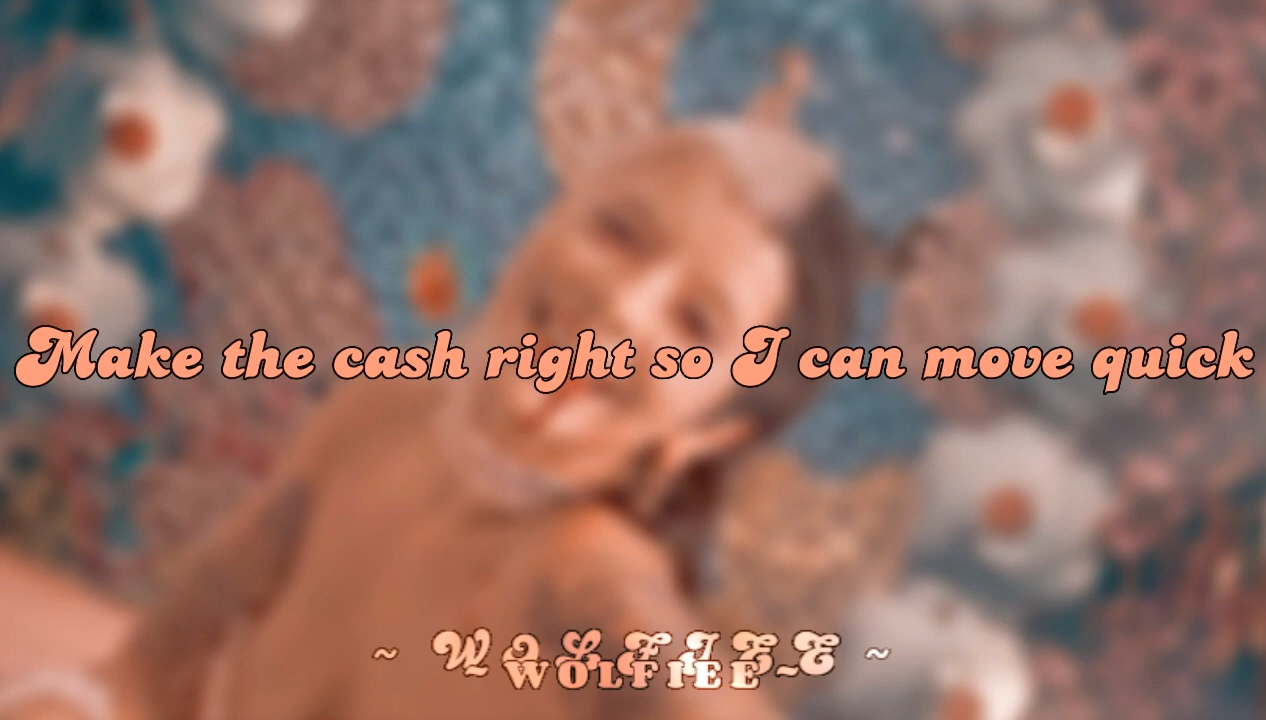 Make the cash right so I can move quick
~ W O L F I E E ~
WOLFIEE~